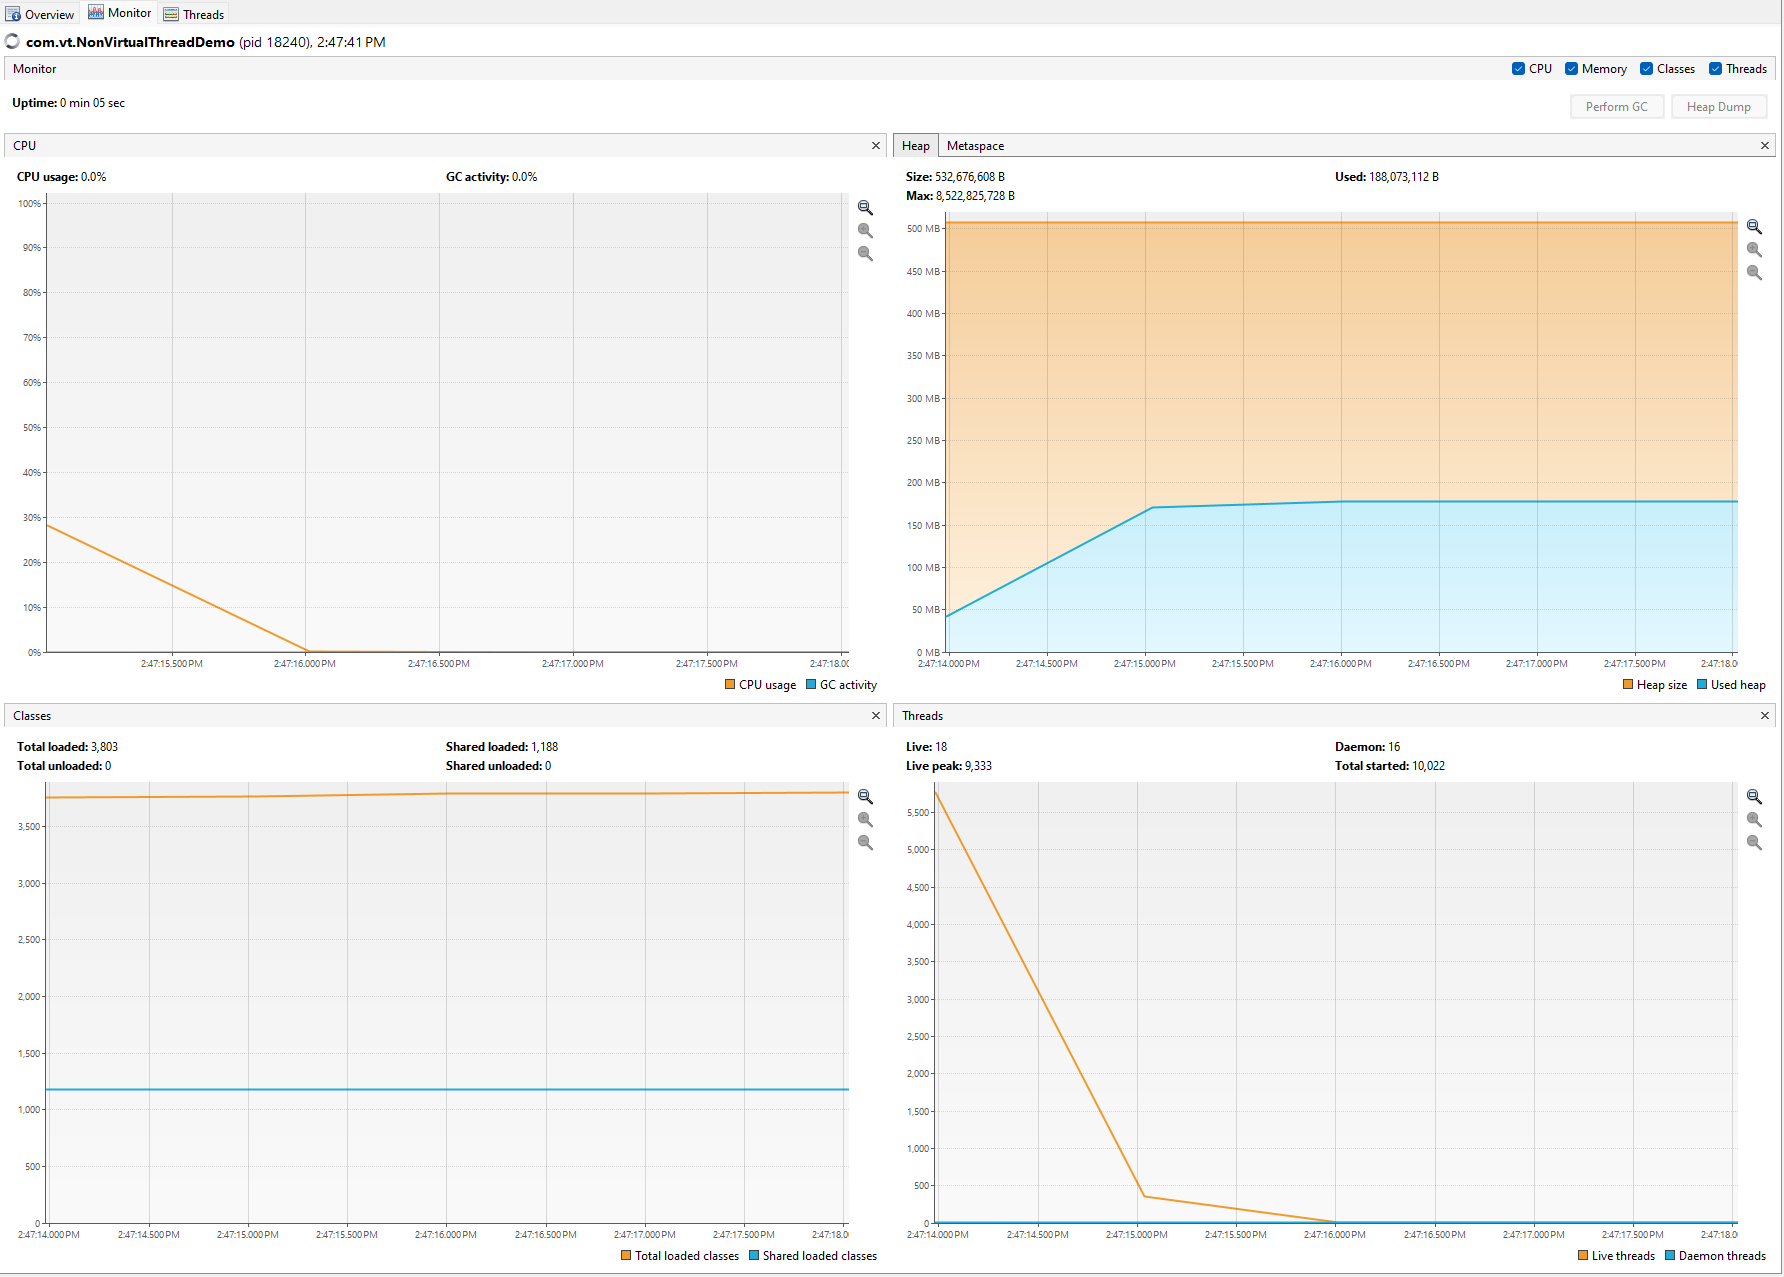 Overview Monitor Threads
com.vt.NonVirtualThreadDemo (pid 18240), 2:47:41 PM
Monitor CPU Memory Classes Threads
Uptime: 0 min 05 sec
Perform GC Heap Dump
CPU
CPU usage: 0.0% GC activity: 0.0%
100%
90%
80%
70%
60%
50%
40%
30%
20%
10%
0%
2:47:15.500 PM 2:47:16.000 PM 2:47:16.500 PM 2:47:17.000 PM 2:47:17.500 PM 2:47:18.0
CPU usage GC activity
Heap Metaspace
Size: 532,676,608 B Used: 188,073,112 B
Max: 8,522,825,728 B
500 MB
450 MB
400 MB
350 MB
300 MB
250 MB
200 MB
150 MB
100 MB
50 MB
0 MB
2:47:14.000 PM 2:47:14.500 PM 2:47:15.000 PM 2:47:15.500 PM 2:47:16.000 PM 2:47:16.500 PM 2:47:17.000 PM 2:47:17.500 PM 2:47:18.0
Heap size Used heap
Classes
Total loaded: 3,803 Shared loaded: 1,188
Total unloaded: 0 Shared unloaded: 0
3,500
3,000
2,500
2,000
1,500
1,000
500
0
2:47:14.000 PM 2:47:14.500 PM 2:47:15.000 PM 2:47:15.500 PM 2:47:16.000 PM 2:47:16.500 PM 2:47:17.000 PM 2:47:17.500 PM 2:47:18.0
Total loaded classes Shared loaded classes
Threads
Live: 18 Daemon: 16
Live peak: 9,333 Total started: 10,022
5,500
5,000
4,500
4,000
3,500
3,000
2,500
2,000
1,500
1,000
500
0
2:47:14.000 PM 2:47:14.500 PM 2:47:15.000 PM 2:47:15.500 PM 2:47:16.000 PM 2:47:16.500 PM 2:47:17.000 PM 2:47:17.500 PM 2:47:18.0
Live threads Daemon threads